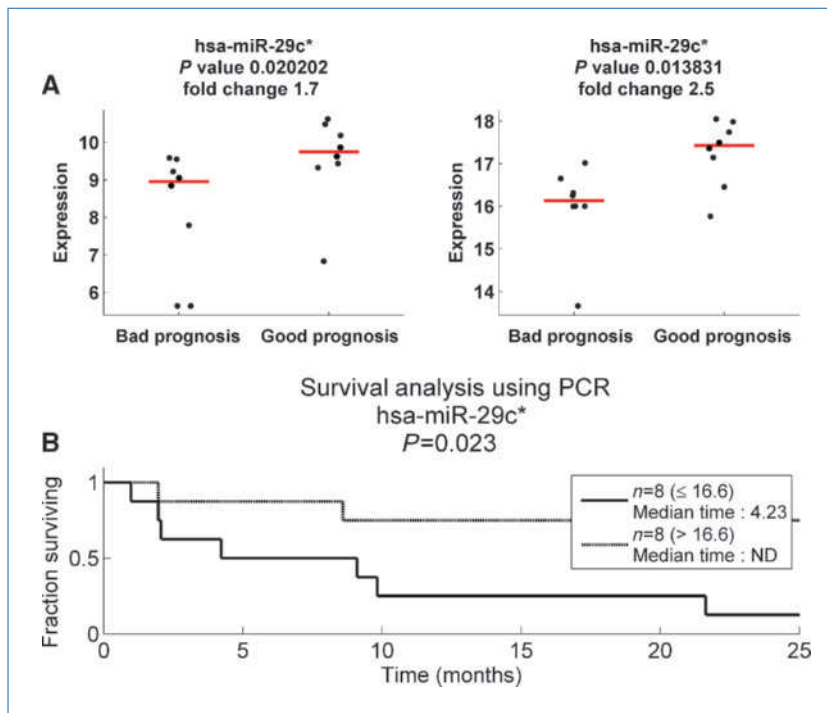 A
hsa-miR-29c*
P value 0.020202
fold change 1.7
Expression
10
9
8
7
6
Bad prognosis
Good prognosis
hsa-miR-29c*
P value 0.013831
fold change 2.5
Expression
18
17
16
15
14
Bad prognosis
Good prognosis
B
Survival analysis using PCR
hsa-miR-29c*
P=0.023
Fraction surviving
1
0.5
0
n=8 (≤ 16.6)
Median time : 4.23
n=8 (> 16.6)
Median time : ND
0
5
10
15
20
25
Time (months)